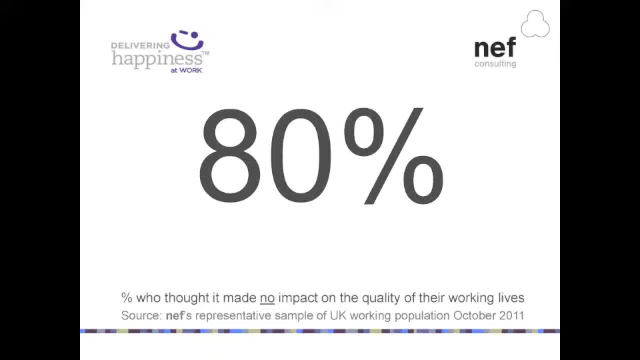 DELIVERING
happiness™
at WORK
nef
consulting
80%
% who thought it made no impact on the quality of their working lives
Source: nef's representative sample of UK working population October 2011